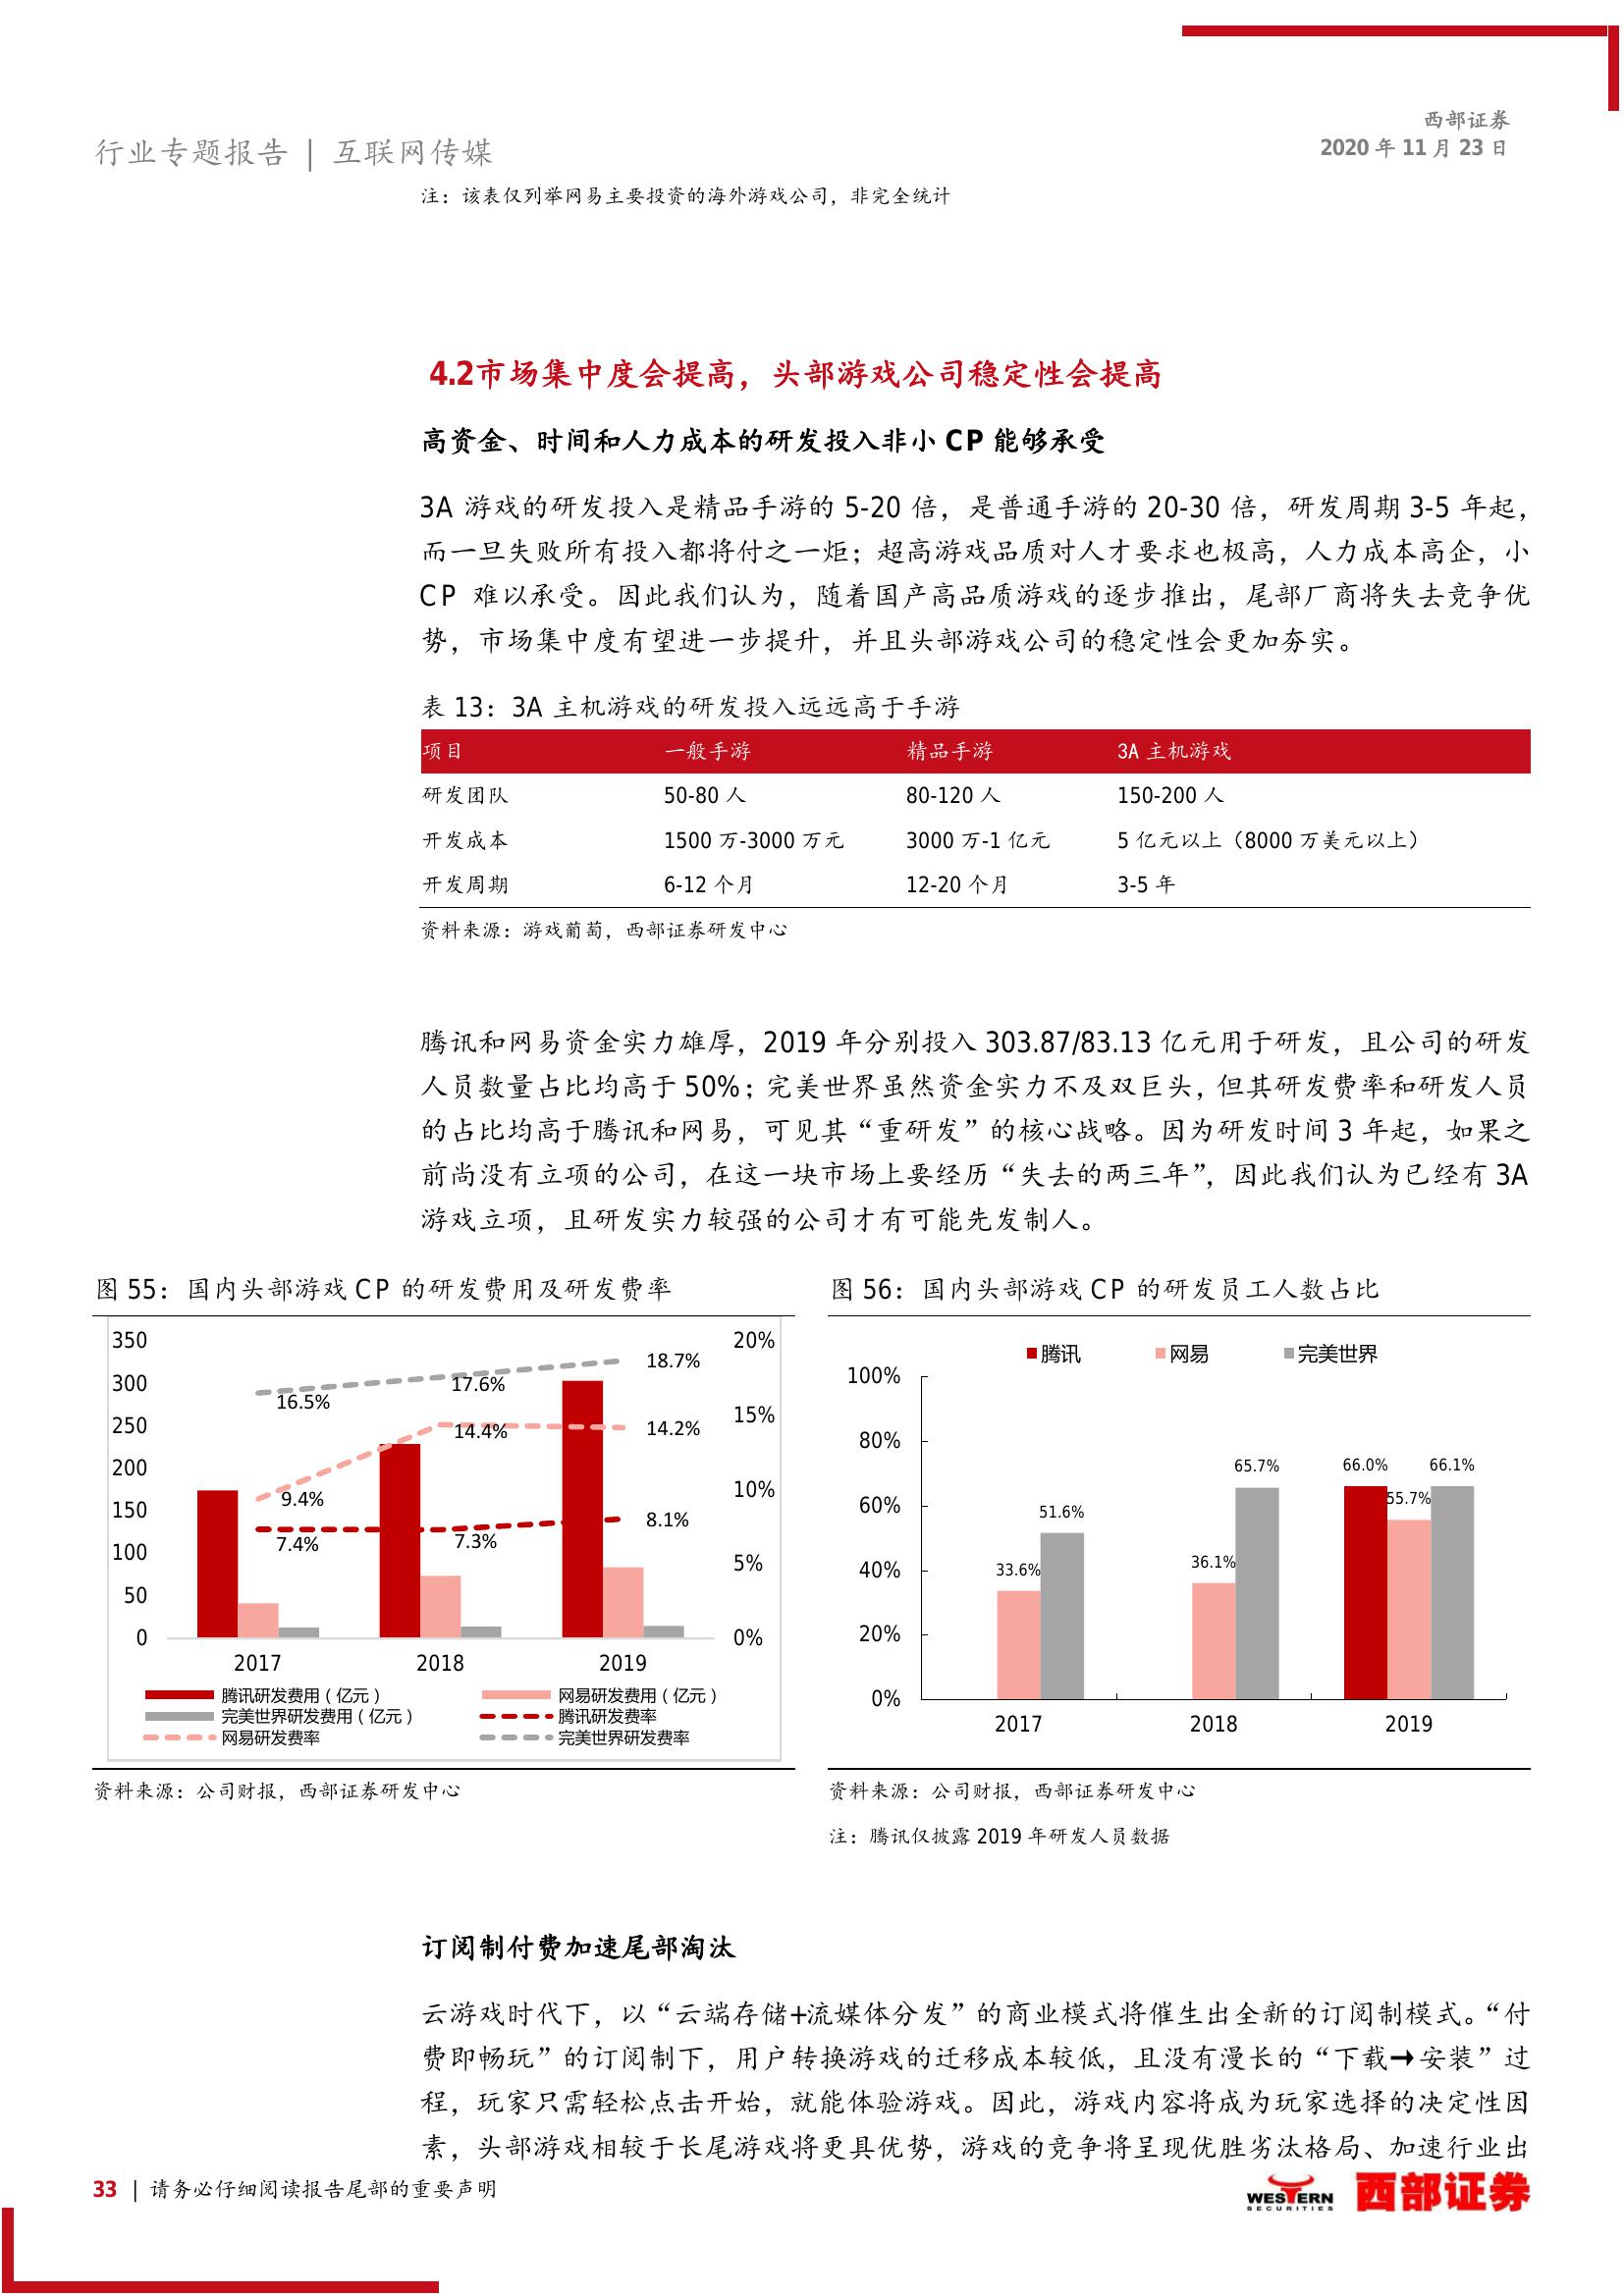 西部证券
行业专题报告 | 互联网传媒
2020 年 11 月 23 日
注：该表仅列举网易主要投资的海外游戏公司，非完全统计
4.2市场集中度会提高，头部游戏公司稳定性会提高
高资金、时间和人力成本的研发投入非小 CP 能够承受
3A 游戏的研发投入是精品手游的 5-20 倍，是普通手游的 20-30 倍，研发周期 3-5 年起，
而一旦失败所有投入都将付之一炬；超高游戏品质对人才要求也极高，人力成本高企，小
CP 难以承受。因此我们认为，随着国产高品质游戏的逐步推出，尾部厂商将失去竞争优
势，市场集中度有望进一步提升，并且头部游戏公司的稳定性会更加夯实。
表 13：3A 主机游戏的研发投入远远高于手游
项目 一般手游 精品手游 3A 主机游戏
研发团队 50-80 人 80-120 人 150-200 人
开发成本 1500 万-3000 万元 3000 万-1 亿元 5 亿元以上（8000 万美元以上）
开发周期 6-12 个月 12-20 个月 3-5 年
资料来源：游戏葡萄，西部证券研发中心
腾讯和网易资金实力雄厚，2019 年分别投入 303.87/83.13 亿元用于研发，且公司的研发
人员数量占比均高于 50%；完美世界虽然资金实力不及双巨头，但其研发费率和研发人员
的占比均高于腾讯和网易，可见其“重研发”的核心战略。因为研发时间 3 年起，如果之
前尚没有立项的公司，在这一块市场上要经历“失去的两三年”，因此我们认为已经有 3A
游戏立项，且研发实力较强的公司才有可能先发制人。
图 55：国内头部游戏 CP 的研发费用及研发费率
350 20%
300
250 15%
200
150 10%
100
50 5%
0 0%
16.5% 17.6% 18.7%
9.4% 14.4% 14.2%
7.4% 7.3% 8.1%
2017 2018 2019
腾讯研发费用（亿元） 网易研发费用（亿元）
完美世界研发费用（亿元） 腾讯研发费率
网易研发费率 完美世界研发费率
资料来源：公司财报，西部证券研发中心
图 56：国内头部游戏 CP 的研发员工人数占比
腾讯 网易 完美世界
100%
80%
60%
40%
20%
0%
33.6% 51.6%
36.1% 65.7%
66.0% 55.7% 66.1%
2017 2018 2019
资料来源：公司财报，西部证券研发中心
注：腾讯仅披露 2019 年研发人员数据
订阅制付费加速尾部淘汰
云游戏时代下，以“云端存储+流媒体分发”的商业模式将催生出全新的订阅制模式。“付
费即畅玩”的订阅制下，用户转换游戏的迁移成本较低，且没有漫长的“下载→安装”过
程，玩家只需轻松点击开始，就能体验游戏。因此，游戏内容将成为玩家选择的决定性因
素，头部游戏相较于长尾游戏将更具优势，游戏的竞争将呈现优胜劣汰格局、加速行业出
33 | 请务必仔细阅读报告尾部的重要声明
WESTERN
SECURITIES
西部证券